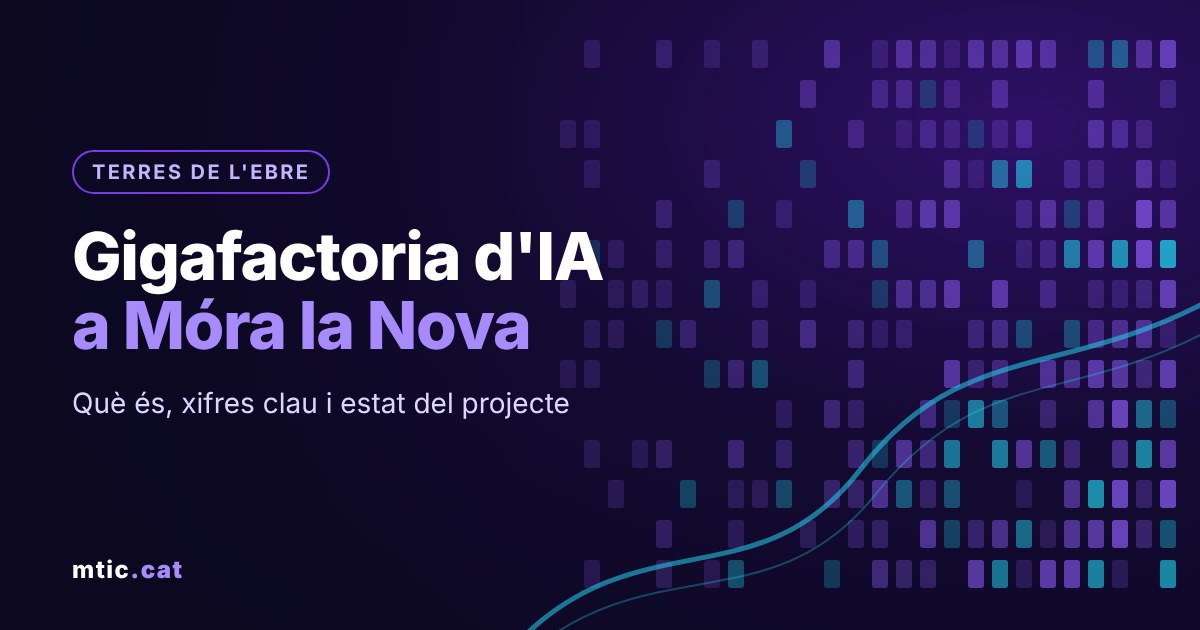 TERRES DE L'EBRE
Gigafactoria d'IA
a Móra la Nova
Què és, xifres clau i estat del projecte
mtic.cat